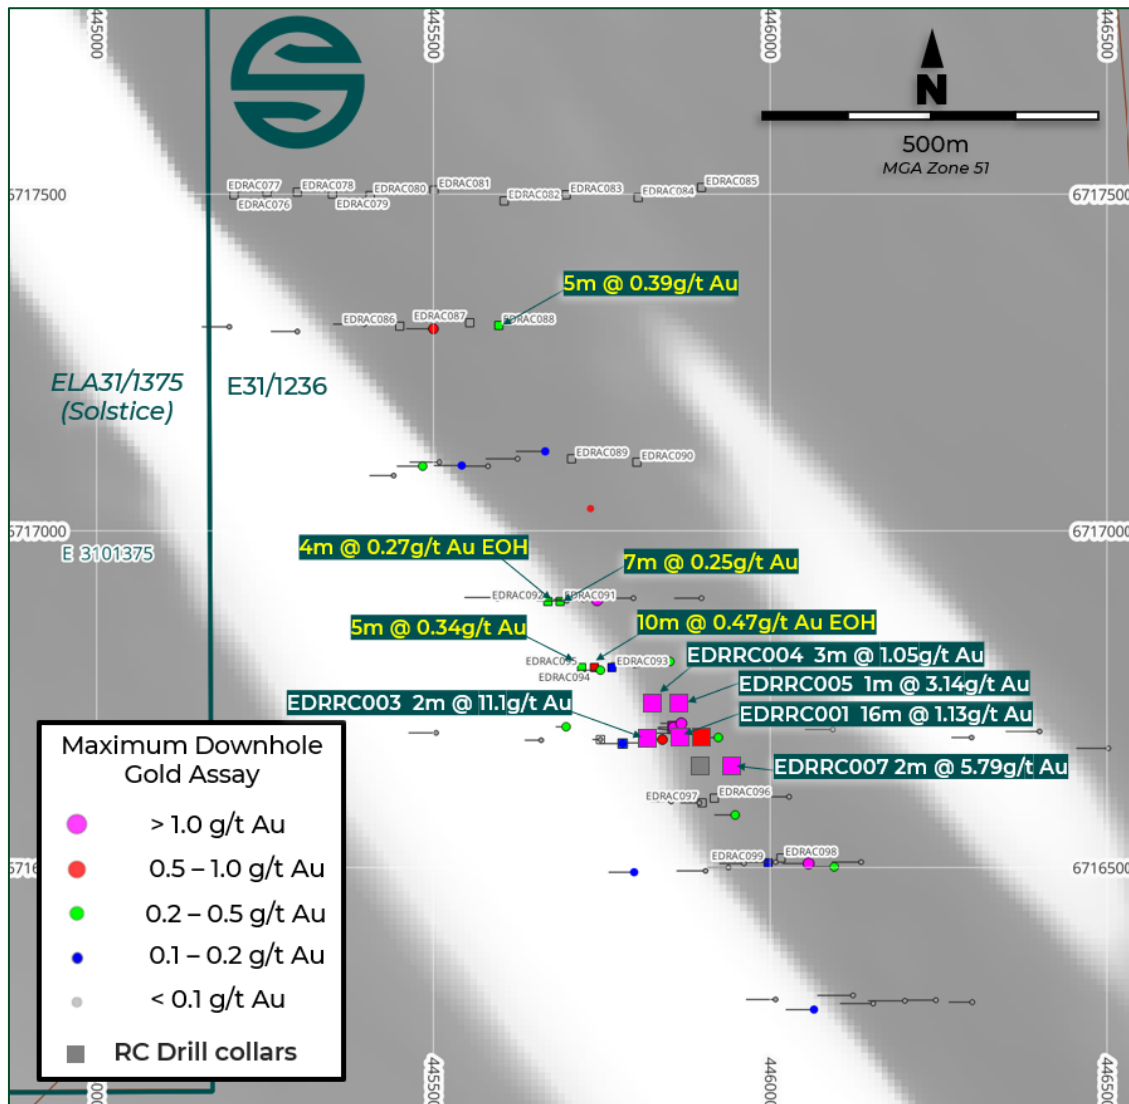 445000
445500
446000
446500
N
500m
MGA Zone 51
6717500
6717500
EDRAC077
EDRAC078
EDRAC080
EDRAC081
EDRAC083
EDRAC084
EDRAC085
EDRAC076
EDRAC079
EDRAC082
5m @ 0.39g/t Au
EDRAC086
EDRAC087
EDRAC088
ELA31/1375
(Solstice)
E31/1236
EDRAC089
EDRAC090
6717000
6717000
E 3101375
4m @ 0.27g/t Au EOH
7m @ 0.25g/t Au
EDRAC092
EDRAC091
5m @ 0.34g/t Au
10m @ 0.47g/t Au EOH
EDRAC095
EDRAC093
EDRAC094
EDRRC004 3m @ 1.05g/t Au
EDRRC005 1m @ 3.14g/t Au
EDRRC003 2m @ 11.1g/t Au
EDRRC001 16m @ 1.13g/t Au
EDRRC007 2m @ 5.79g/t Au
EDRAC097
EDRAC096
EDRAC099
EDRAC098
6716500
Maximum Downhole
Gold Assay
> 1.0 g/t Au
0.5 – 1.0 g/t Au
0.2 – 0.5 g/t Au
0.1 – 0.2 g/t Au
< 0.1 g/t Au
RC Drill collars
445500
446000
446500